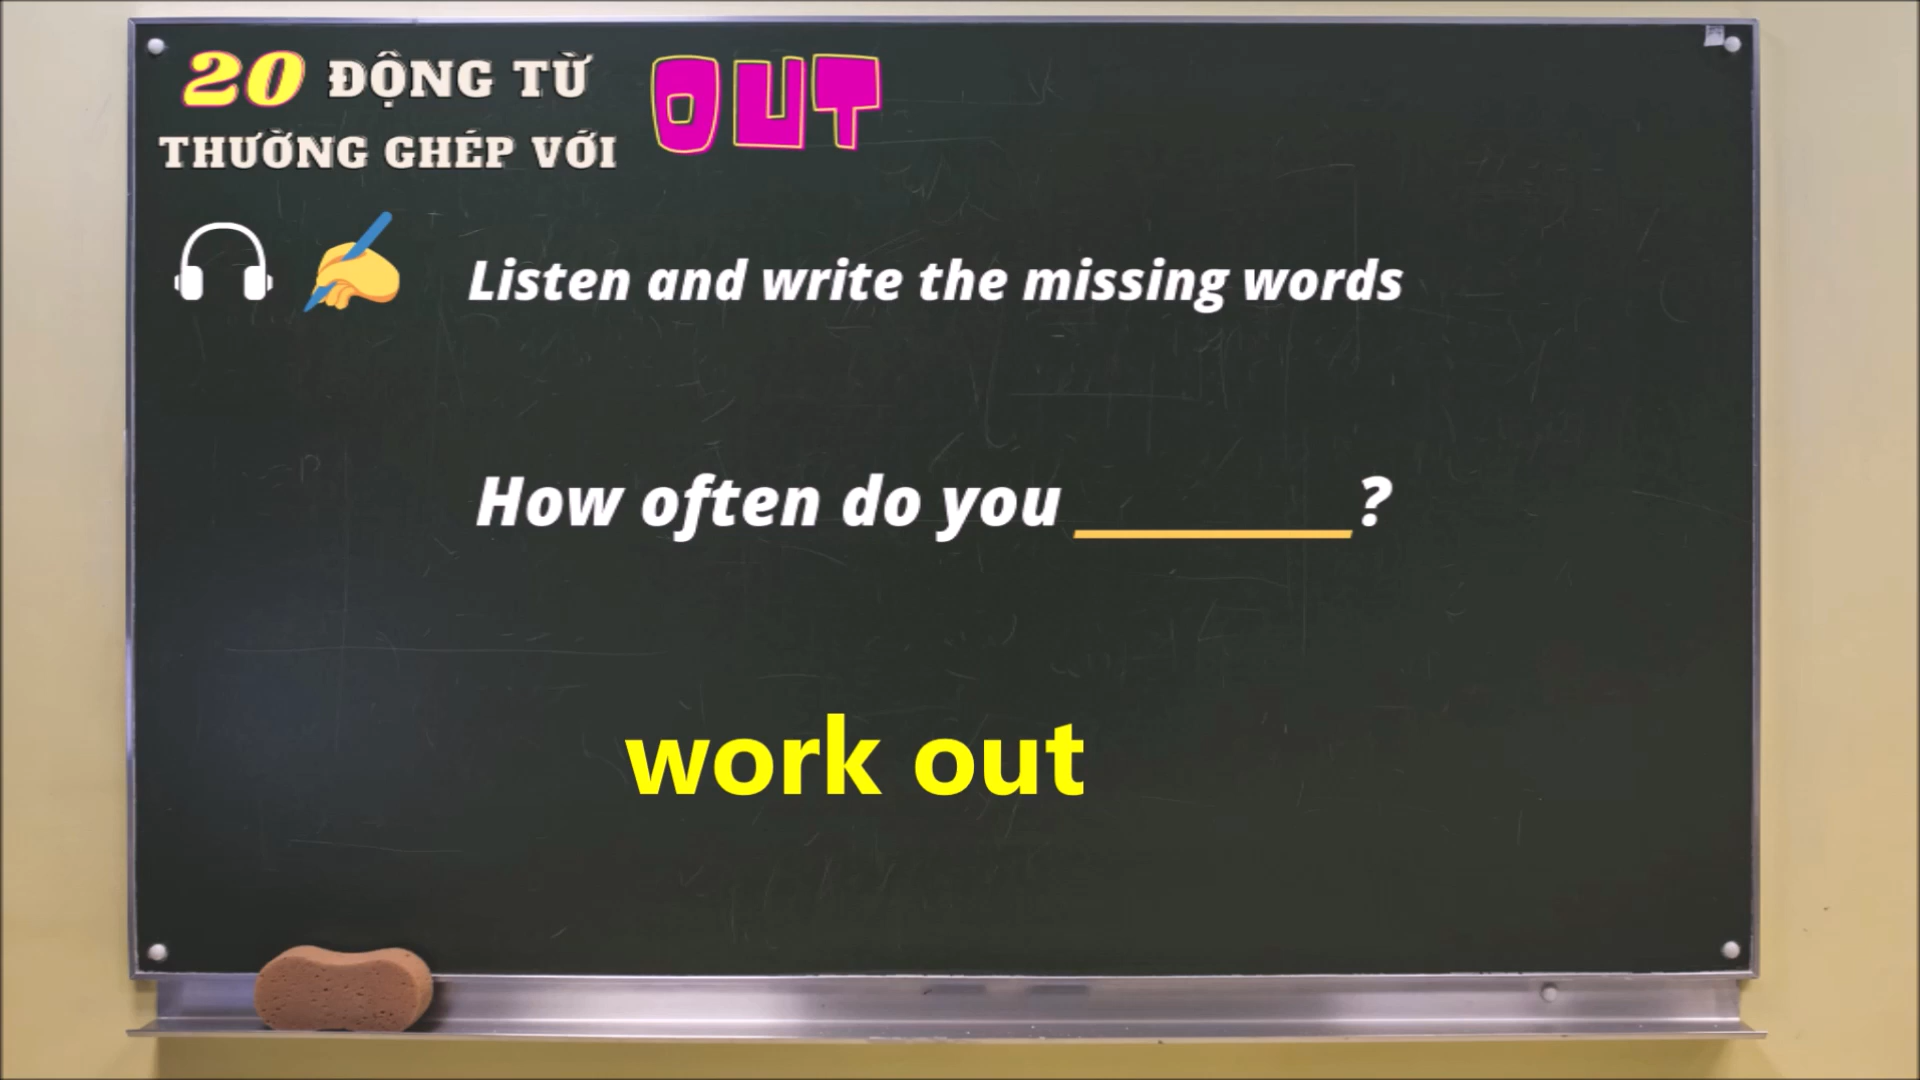 20 ĐỘNG TỪ
THƯỜNG GHÉP VỚI
OUT
Listen and write the missing words
How often do you ________?
work out